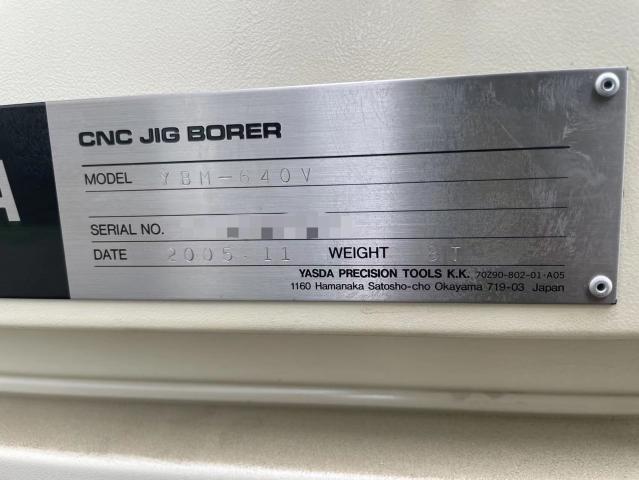 A
CNC JIG BORER
MODEL YBM-640V
SERIAL NO.
DATE 2005.11 WEIGHT 8T
YASDA PRECISION TOOLS K.K. 70Z90-802-01-A05
1160 Hamanaka Satosho-cho Okayama 719-03 Japan